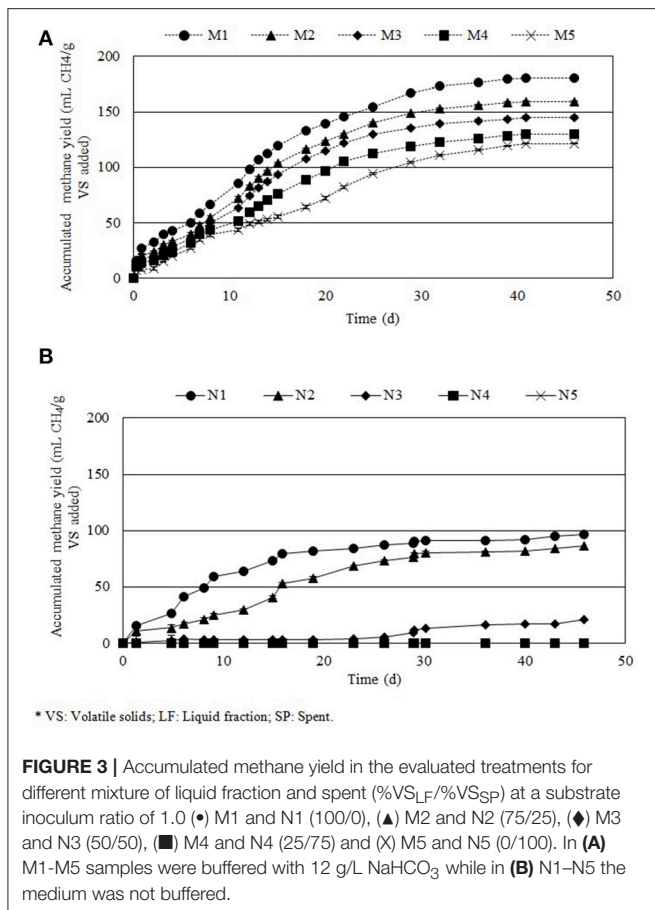 A
M1 M2 M3 M4 M5
Accumulated methane yield (mL CH4/g VS added)
200
150
100
50
0
0 10 20 30 40 50
Time (d)
B
N1 N2 N3 N4 N5
Accumulated methane yield (mL CH₄/g VS added)
200
150
100
50
0
0 10 20 30 40 50
Time (d)
* VS: Volatile solids; LF: Liquid fraction; SP: Spent.
FIGURE 3 | Accumulated methane yield in the evaluated treatments for
different mixture of liquid fraction and spent (%VS_LF/%VS_SP) at a substrate
inoculum ratio of 1.0 (•) M1 and N1 (100/0), (▲) M2 and N2 (75/25), (♦) M3
and N3 (50/50), (■) M4 and N4 (25/75) and (X) M5 and N5 (0/100). In (A)
M1-M5 samples were buffered with 12 g/L NaHCO₃ while in (B) N1–N5 the
medium was not buffered.